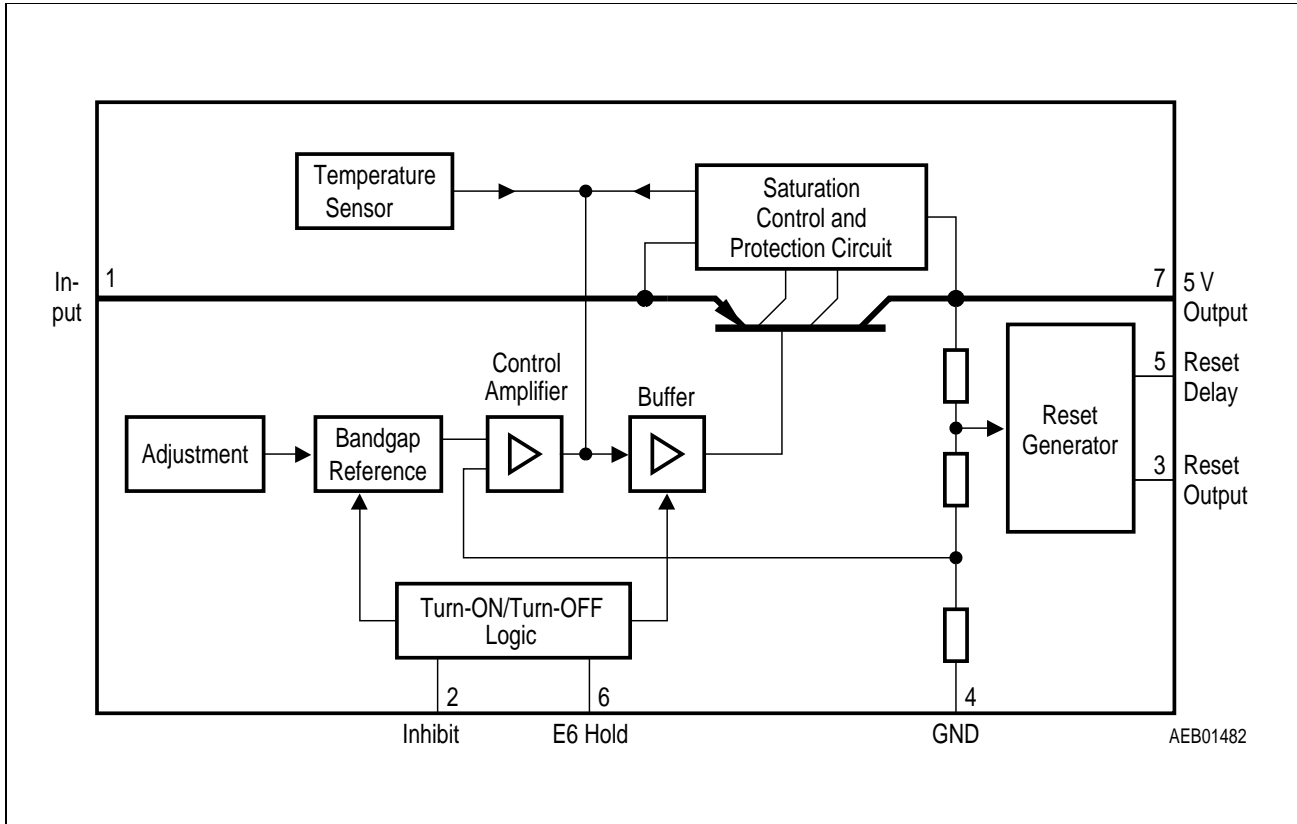 Temperature
Sensor
Saturation
Control and
Protection Circuit
In-
put
1
7
5 V
Output
Control
Amplifier
Buffer
5
Reset
Delay
Adjustment
Bandgap
Reference
Reset
Generator
3
Reset
Output
Turn-ON/Turn-OFF
Logic
2
6
4
Inhibit
E6 Hold
GND
AEB01482